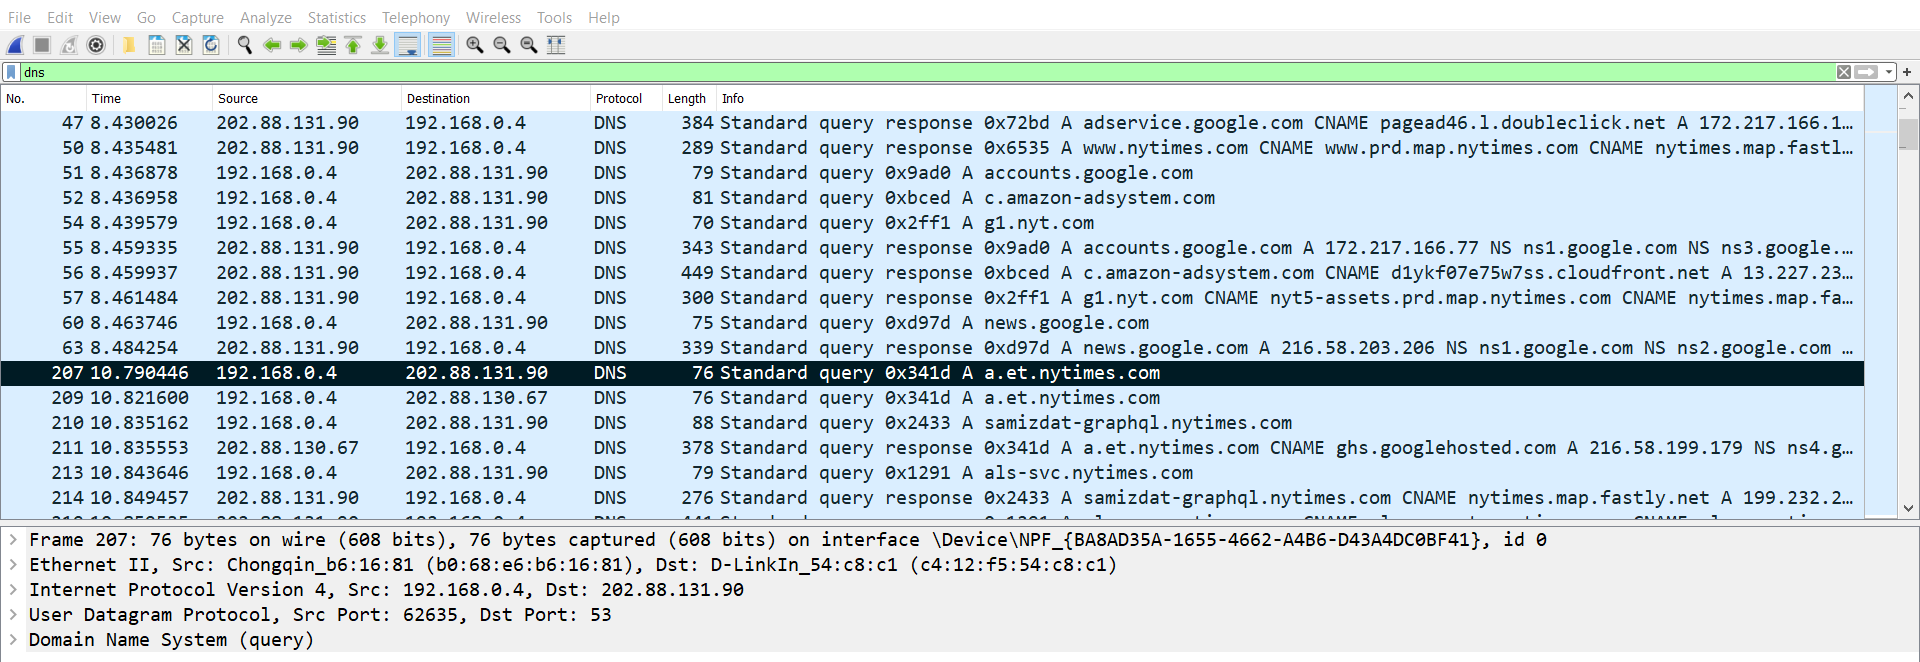 File Edit View Go Capture Analyze Statistics Telephony Wireless Tools Help
dns
No. Time Source Destination Protocol Length Info
47 8.430026 202.88.131.90 192.168.0.4 DNS 384 Standard query response 0x72bd A adservice.google.com CNAME pagead46.l.doubleclick.net A 172.217.166.1…
50 8.435481 202.88.131.90 192.168.0.4 DNS 289 Standard query response 0x6535 A www.nytimes.com CNAME www.prd.map.nytimes.com CNAME nytimes.map.fastl…
51 8.436878 192.168.0.4 202.88.131.90 DNS 79 Standard query 0x9ad0 A accounts.google.com
52 8.436958 192.168.0.4 202.88.131.90 DNS 81 Standard query 0xbced A c.amazon-adsystem.com
54 8.439579 192.168.0.4 202.88.131.90 DNS 70 Standard query 0x2ff1 A g1.nyt.com
55 8.459335 202.88.131.90 192.168.0.4 DNS 343 Standard query response 0x9ad0 A accounts.google.com A 172.217.166.77 NS ns1.google.com NS ns3.google.…
56 8.459937 202.88.131.90 192.168.0.4 DNS 449 Standard query response 0xbced A c.amazon-adsystem.com CNAME d1ykf07e75w7ss.cloudfront.net A 13.227.23…
57 8.461484 202.88.131.90 192.168.0.4 DNS 300 Standard query response 0x2ff1 A g1.nyt.com CNAME nyt5-assets.prd.map.nytimes.com CNAME nytimes.map.fa…
60 8.463746 192.168.0.4 202.88.131.90 DNS 75 Standard query 0xd97d A news.google.com
63 8.484254 202.88.131.90 192.168.0.4 DNS 339 Standard query response 0xd97d A news.google.com A 216.58.203.206 NS ns1.google.com NS ns2.google.com …
207 10.790446 192.168.0.4 202.88.131.90 DNS 76 Standard query 0x341d A a.et.nytimes.com
209 10.821600 192.168.0.4 202.88.130.67 DNS 76 Standard query 0x341d A a.et.nytimes.com
210 10.835162 192.168.0.4 202.88.131.90 DNS 88 Standard query 0x2433 A samizdat-graphql.nytimes.com
211 10.835553 202.88.130.67 192.168.0.4 DNS 378 Standard query response 0x341d A a.et.nytimes.com CNAME ghs.googlehosted.com A 216.58.199.179 NS ns4.g…
213 10.843646 192.168.0.4 202.88.131.90 DNS 79 Standard query 0x1291 A als-svc.nytimes.com
214 10.849457 202.88.131.90 192.168.0.4 DNS 276 Standard query response 0x2433 A samizdat-graphql.nytimes.com CNAME nytimes.map.fastly.net A 199.232.2…
Frame 207: 76 bytes on wire (608 bits), 76 bytes captured (608 bits) on interface \Device\NPF_{BA8AD35A-1655-4662-A4B6-D43A4DC0BF41}, id 0
Ethernet II, Src: Chongqin_b6:16:81 (b0:68:e6:b6:16:81), Dst: D-LinkIn_54:c8:c1 (c4:12:f5:54:c8:c1)
Internet Protocol Version 4, Src: 192.168.0.4, Dst: 202.88.131.90
User Datagram Protocol, Src Port: 62635, Dst Port: 53
Domain Name System (query)